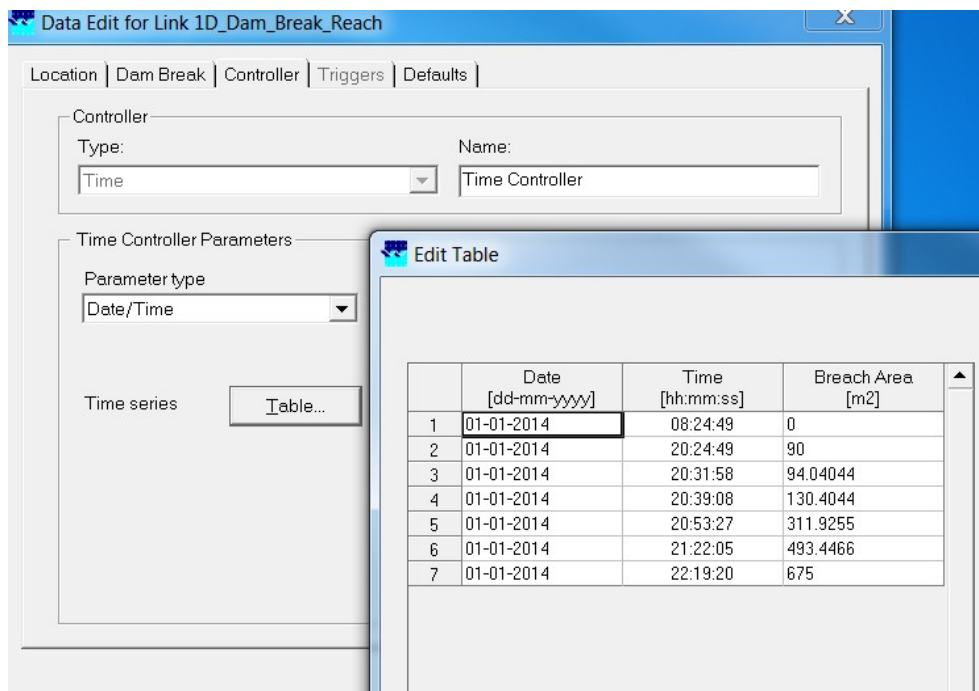 Data Edit for Link 1D_Dam_Break_Reach
X
Location Dam Break Controller Triggers Defaults
Controller
Type: Name:
Time Time Controller
Time Controller Parameters
Parameter type
Date/Time
Time series Table...
Edit Table
Date Time Breach Area
[dd-mm-yyyy] [hh:mm:ss] [m2]
1 01-01-2014 08:24:49 0
2 01-01-2014 20:24:49 90
3 01-01-2014 20:31:58 94.04044
4 01-01-2014 20:39:08 130.4044
5 01-01-2014 20:53:27 311.9255
6 01-01-2014 21:22:05 493.4466
7 01-01-2014 22:19:20 675